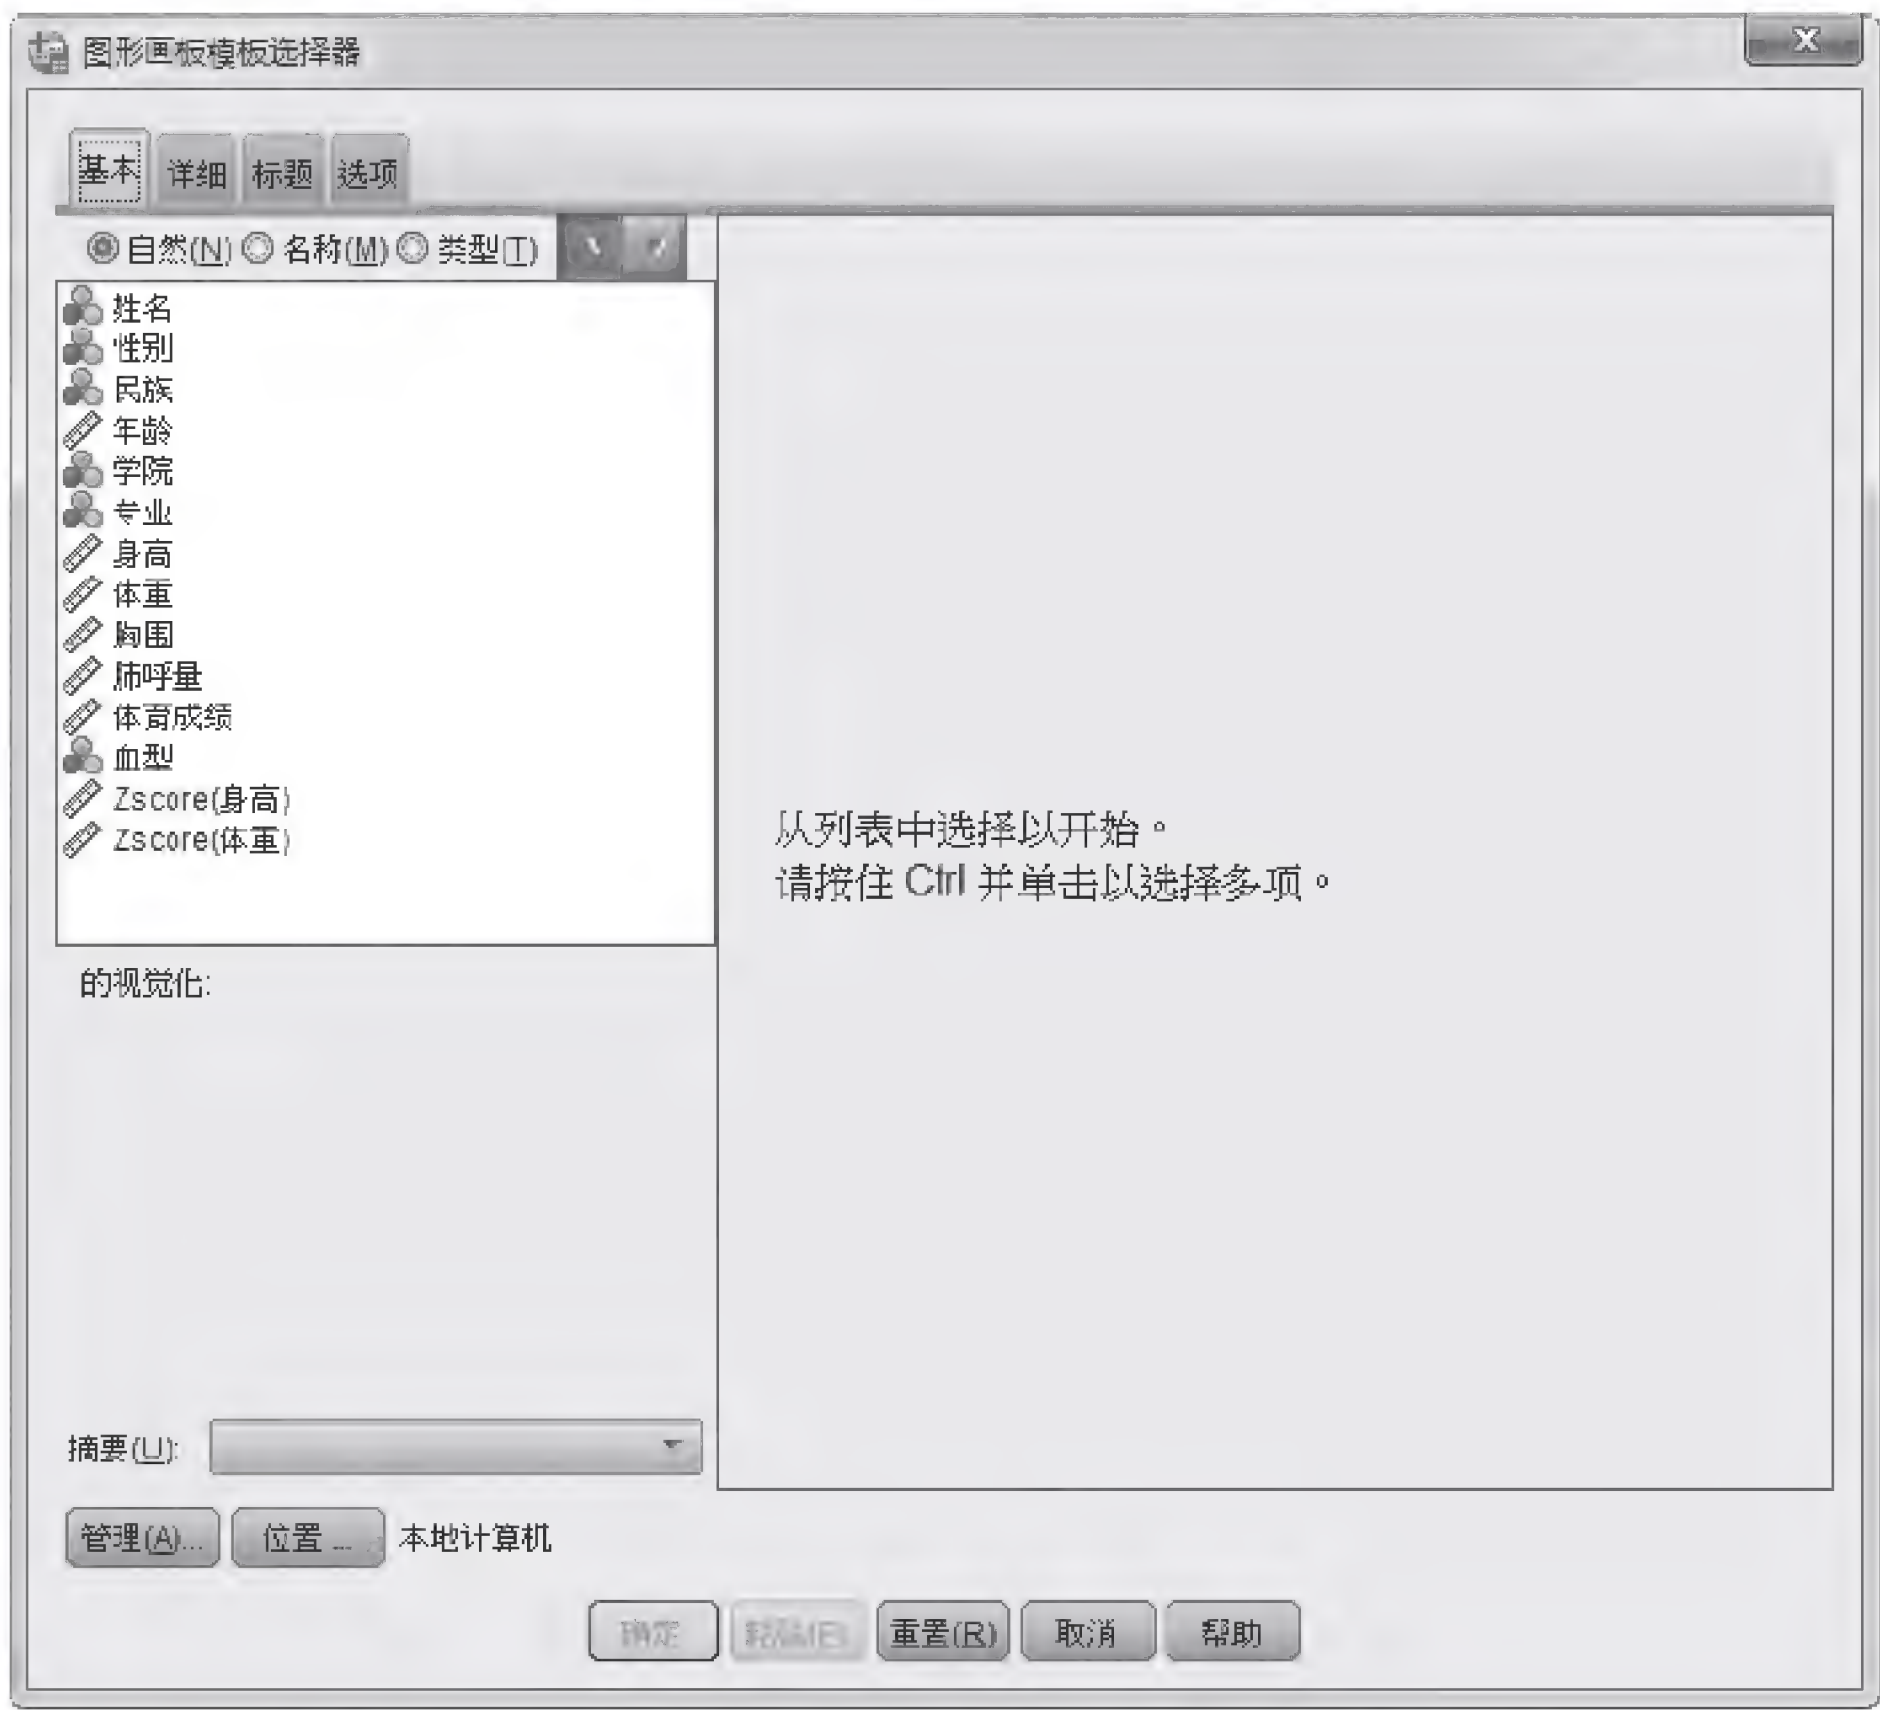 图形画板模板选择器
基本 详细 标题 选项
自然(N) 名称(M) 类型(T)
姓名
性别
民族
年龄
学院
专业
身高
体重
胸围
肺呼量
体育成绩
血型
Zscore(身高)
Zscore(体重)
从列表中选择以开始。
请按住 Ctrl 并单击以选择多项。
的视觉化:
摘要(U):
管理(A)... 位置 ... 本地计算机
确定 粘贴(P) 重置(R) 取消 帮助